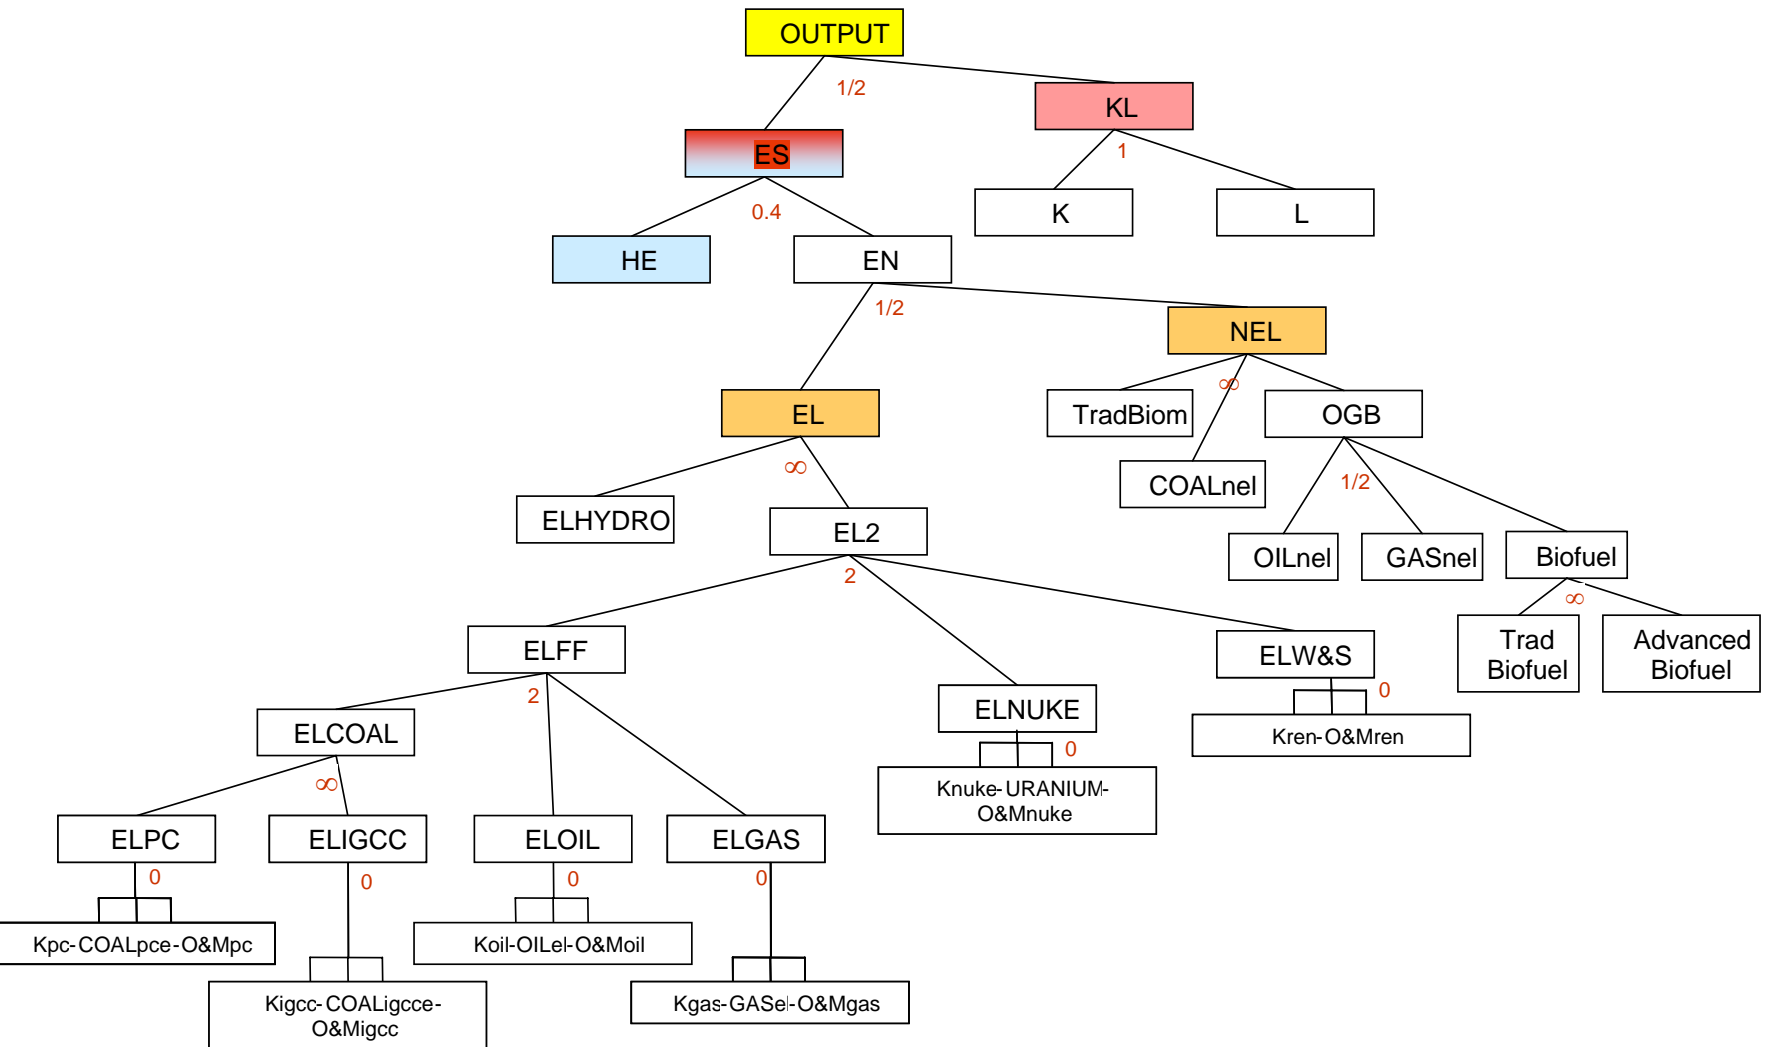 OUTPUT
1/2
KL
ES
1
0.4
K
L
HE
EN
1/2
NEL
EL
∞
TradBiom
OGB
∞
COALnel
1/2
ELHYDRO
EL2
OILnel
GASnel
Biofuel
2
∞
ELFF
ELW&S
Trad
Biofuel
Advanced
Biofuel
2
ELNUKE
0
ELCOAL
Kren-O&Mren
0
∞
Knuke-URANIUM-
O&Mnuke
ELPC
ELIGCC
ELOIL
ELGAS
0
0
0
0
Kpc-COALpce-O&Mpc
Koil-OILel-O&Moil
Kigcc-COALigcce-
O&Migcc
Kgas-GASel-O&Mgas